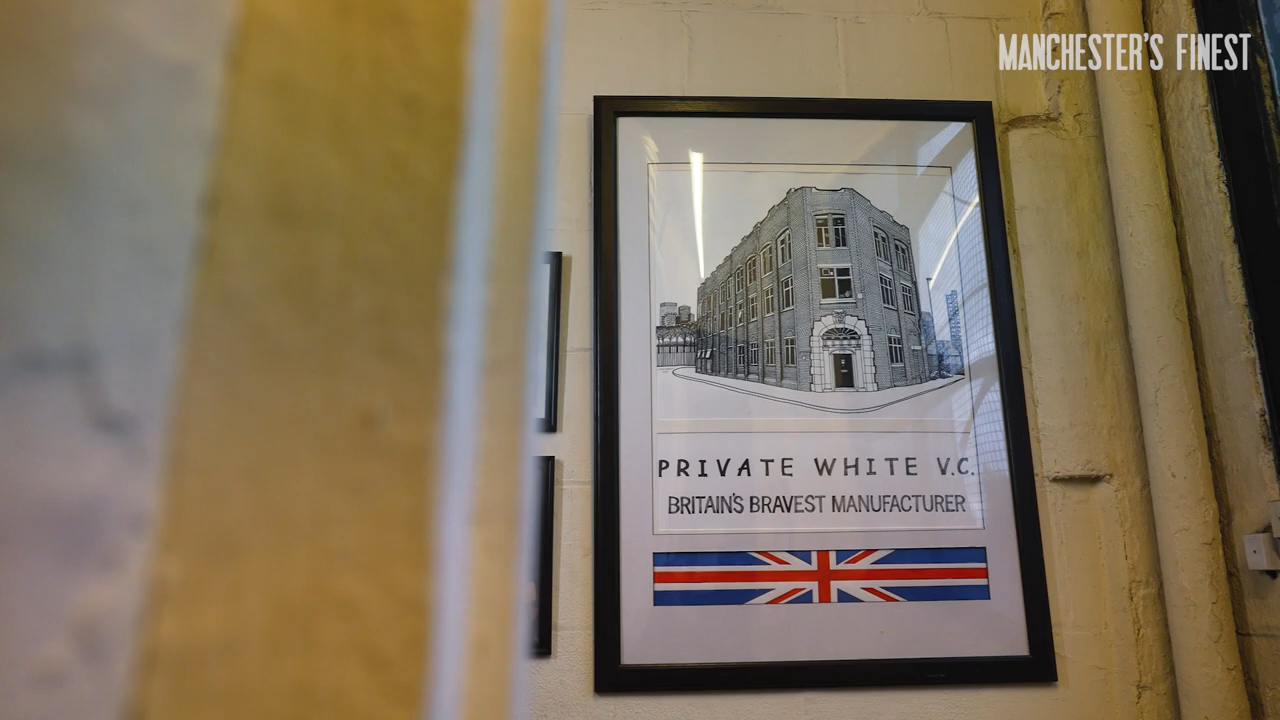 MANCHESTER'S FINEST
PRIVATE WHITE V.C.
BRITAIN'S BRAVEST MANUFACTURER